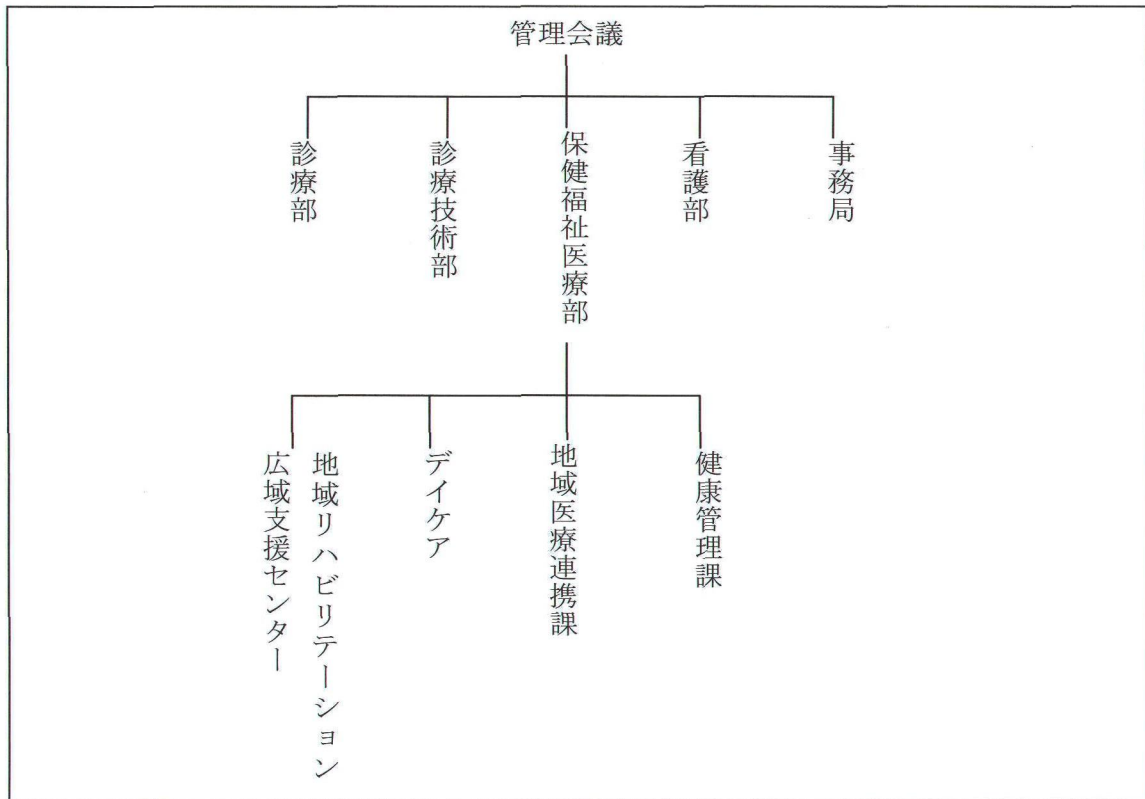 管理会議
診療部
診療技術部
保健福祉医療部
看護部
事務局
地域リハビリテーション
広域支援センター
デイケア
地域医療連携課
健康管理課